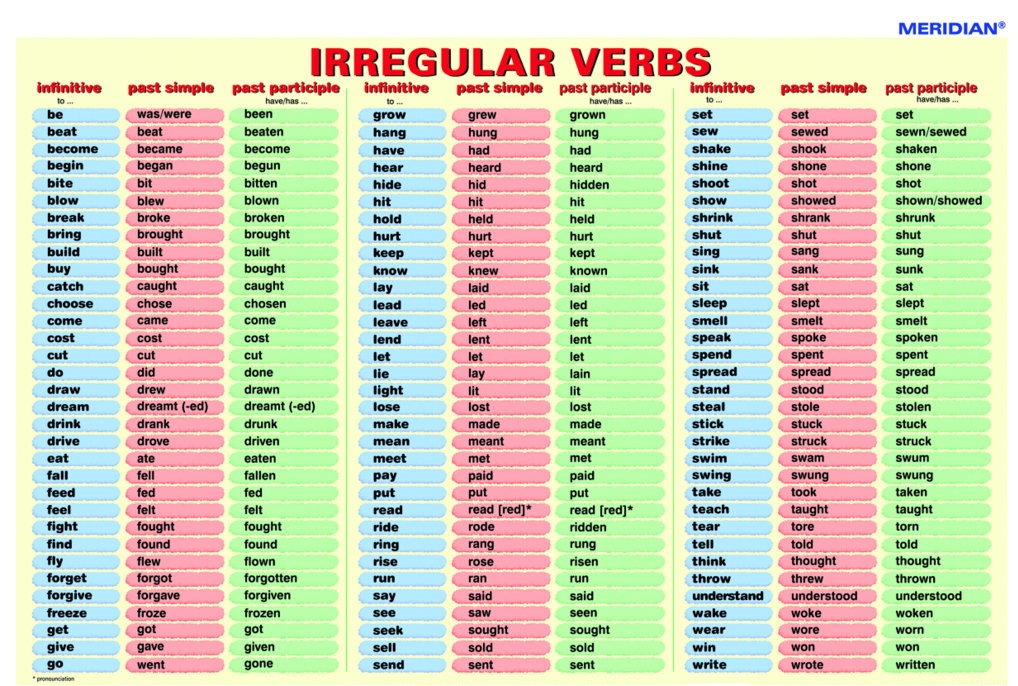 MERIDIAN®
IRREGULAR VERBS
infinitive past simple past participle infinitive past simple past participle infinitive past simple past participle
to ... have/has ... to ... have/has ... to ... have/has ...
be was/were been grow grew grown set set set
beat beat beaten hang hung hung sew sewed sewn/sewed
become became become have had had shake shook shaken
begin began begun hear heard heard shine shone shone
bite bit bitten hide hid hidden shoot shot shot
blow blew blown hit hit hit show showed shown/showed
break broke broken hold held held shrink shrank shrunk
bring brought brought hurt hurt hurt shut shut shut
build built built keep kept kept sing sang sung
buy bought bought know knew known sink sank sunk
catch caught caught lay laid laid sit sat sat
choose chose chosen lead led led sleep slept slept
come came come leave left left smell smelt smelt
cost cost cost lend lent lent speak spoke spoken
cut cut cut let let let spend spent spent
do did done lie lay lain spread spread spread
draw drew drawn light lit lit stand stood stood
dream dreamt (-ed) dreamt (-ed) lose lost lost steal stole stolen
drink drank drunk make made made stick stuck stuck
drive drove driven mean meant meant strike struck struck
eat ate eaten meet met met swim swam swum
fall fell fallen pay paid paid swing swung swung
feed fed fed put put put take took taken
feel felt felt read read [red]* read [red]* teach taught taught
fight fought fought ride rode ridden tear tore torn
find found found ring rang rung tell told told
fly flew flown rise rose risen think thought thought
forget forgot forgotten run ran run throw threw thrown
forgive forgave forgiven say said said understand understood understood
freeze froze frozen see saw seen wake woke woken
get got got seek sought sought wear wore worn
give gave given sell sold sold win won won
go went gone send sent sent write wrote written
* pronounciation